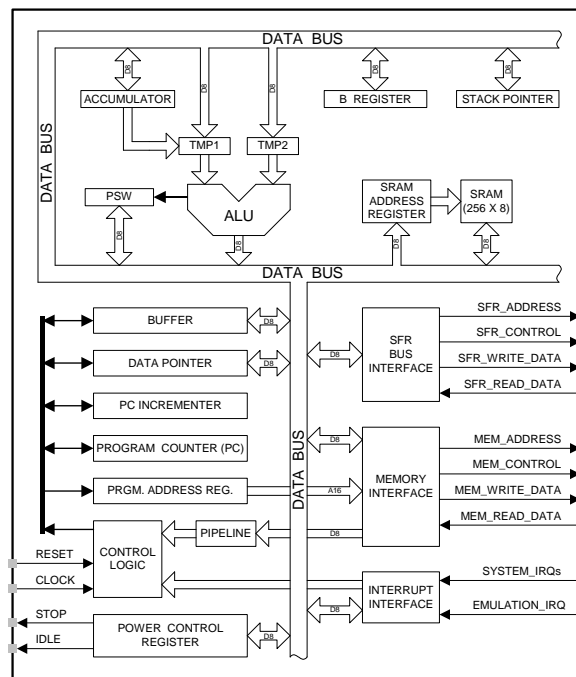 DATA BUS
D8
D8
D8
D8
D8
ACCUMULATOR
B REGISTER
STACK POINTER
DATA BUS
TMP1
TMP2
PSW
ALU
SRAM
ADDRESS
REGISTER
SRAM
(256 X 8)
D8
D8
D8
D8
DATA BUS
BUFFER
D8
DATA POINTER
D8
PC INCREMENTER
PROGRAM COUNTER (PC)
PRGM. ADDRESS REG.
A16
DATA BUS
D8
SFR
BUS
INTERFACE
SFR_ADDRESS
SFR_CONTROL
SFR_WRITE_DATA
SFR_READ_DATA
D8
MEMORY
INTERFACE
MEM_ADDRESS
MEM_CONTROL
MEM_WRITE_DATA
MEM_READ_DATA
RESET
CLOCK
CONTROL
LOGIC
PIPELINE
D8
INTERRUPT
INTERFACE
D8
SYSTEM_IRQs
EMULATION_IRQ
STOP
IDLE
POWER CONTROL
REGISTER
D8